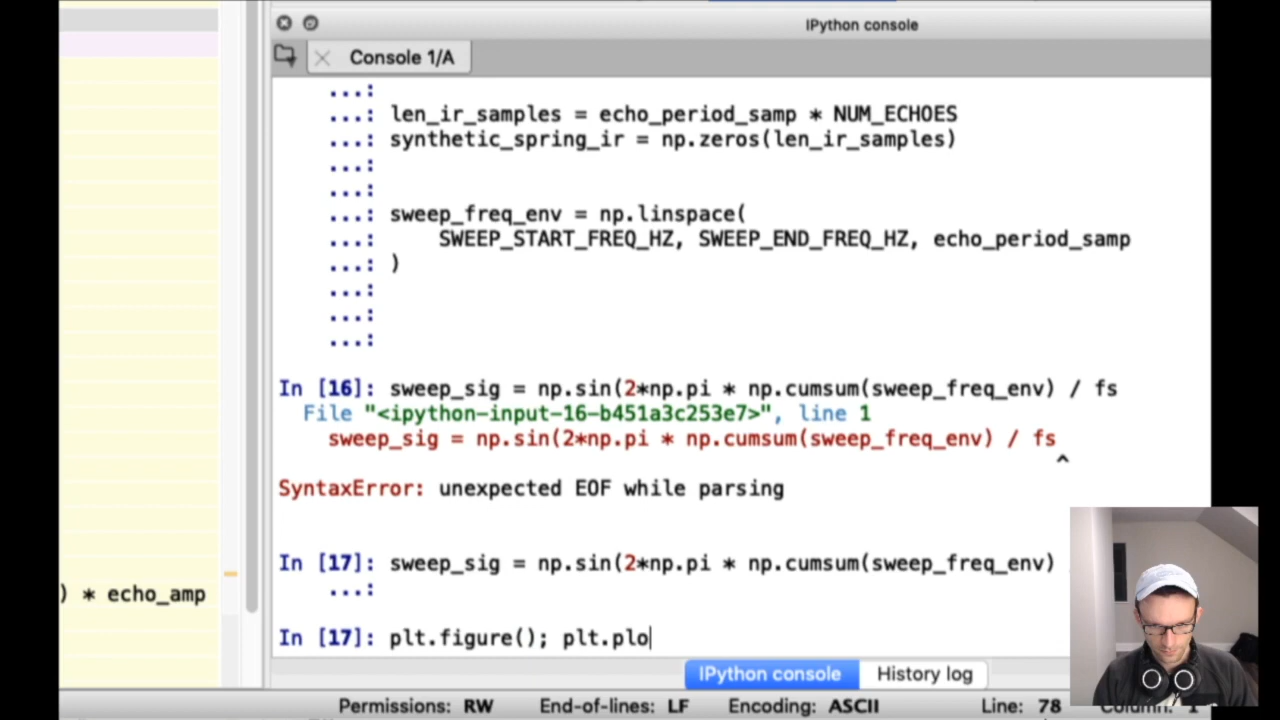 IPython console
Console 1/A
...:
...: len_ir_samples = echo_period_samp * NUM_ECHOES
...: synthetic_spring_ir = np.zeros(len_ir_samples)
...:
...:
...: sweep_freq_env = np.linspace(
...: SWEEP_START_FREQ_HZ, SWEEP_END_FREQ_HZ, echo_period_samp
...: )
...:
...:
...:
In [16]: sweep_sig = np.sin(2*np.pi * np.cumsum(sweep_freq_env) / fs
File "<ipython-input-16-b451a3c253e7>", line 1
sweep_sig = np.sin(2*np.pi * np.cumsum(sweep_freq_env) / fs
^
SyntaxError: unexpected EOF while parsing
In [17]: sweep_sig = np.sin(2*np.pi * np.cumsum(sweep_freq_env)
...:
) * echo_amp
In [17]: plt.figure(); plt.plo
IPython console History log
Permissions: RW End-of-lines: LF Encoding: ASCII Line: 78